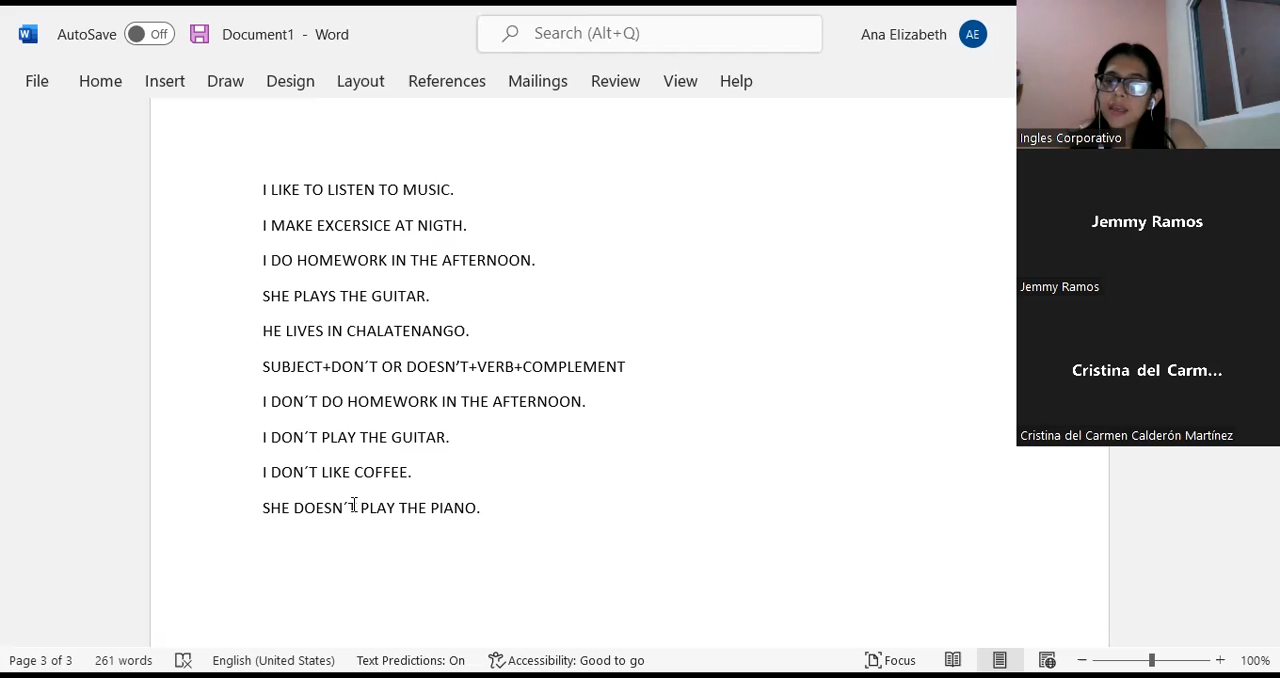 AutoSave Off Document1 - Word Search (Alt+Q) Ana Elizabeth AE
File Home Insert Draw Design Layout References Mailings Review View Help
I LIKE TO LISTEN TO MUSIC.
I MAKE EXCERSICE AT NIGTH.
I DO HOMEWORK IN THE AFTERNOON.
SHE PLAYS THE GUITAR.
HE LIVES IN CHALATENANGO.
SUBJECT+DON´T OR DOESN’T+VERB+COMPLEMENT
I DON´T DO HOMEWORK IN THE AFTERNOON.
I DON´T PLAY THE GUITAR.
I DON´T LIKE COFFEE.
SHE DOESN´T PLAY THE PIANO.
Ingles Corporativo
Jemmy Ramos
Jemmy Ramos
Cristina del Carm...
Cristina del Carmen Calderón Martínez
Page 3 of 3 261 words English (United States) Text Predictions: On Accessibility: Good to go Focus 100%